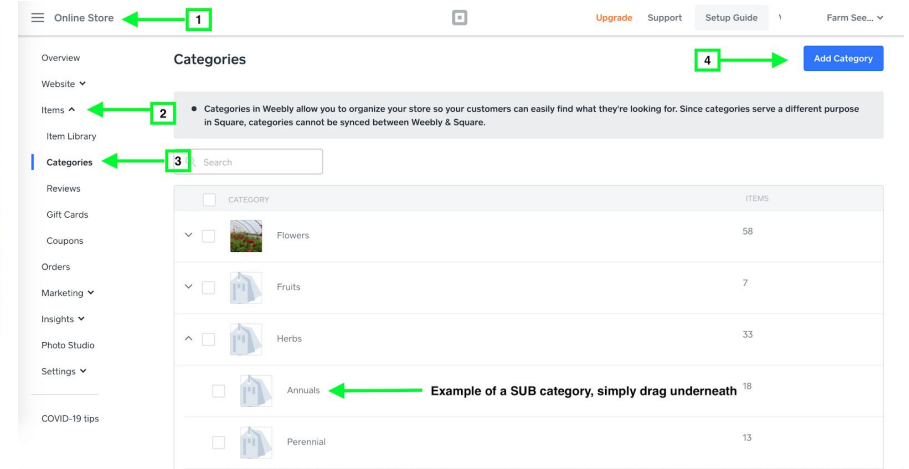 Online Store
1
Upgrade
Support
Setup Guide
Farm See...
Overview
Website
Items
2
Item Library
Categories
3
Reviews
Gift Cards
Coupons
Orders
Marketing
Insights
Photo Studio
Settings
COVID-19 tips
Categories
4
Add Category
Categories in Weebly allow you to organize your store so your customers can easily find what they're looking for. Since categories serve a different purpose
in Square, categories cannot be synced between Weebly & Square.
Search
CATEGORY ITEMS
Flowers 58
Fruits 7
Herbs 33
Annuals Example of a SUB category, simply drag underneath 18
Perennial 13